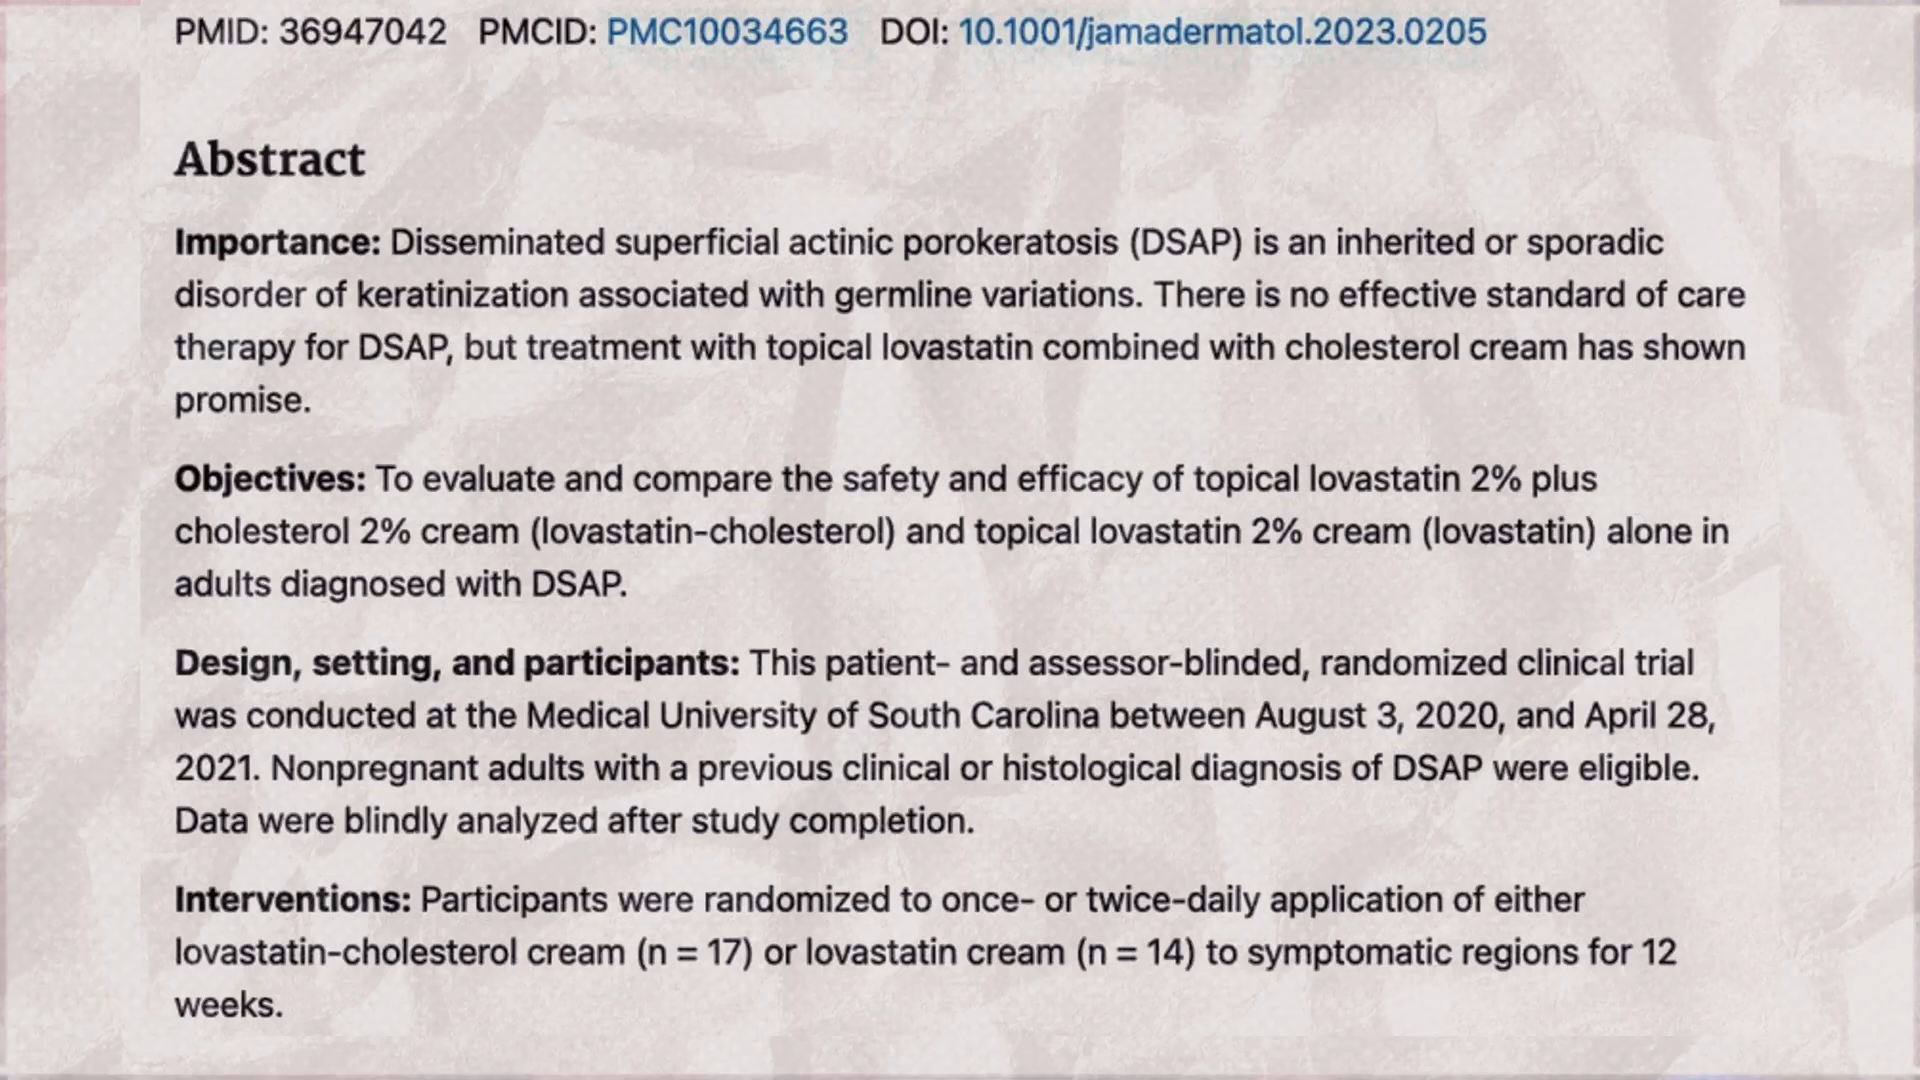 PMID: 36947042 PMCID: PMC10034663 DOI: 10.1001/jamadermatol.2023.0205
Abstract
Importance: Disseminated superficial actinic porokeratosis (DSAP) is an inherited or sporadic
disorder of keratinization associated with germline variations. There is no effective standard of care
therapy for DSAP, but treatment with topical lovastatin combined with cholesterol cream has shown
promise.
Objectives: To evaluate and compare the safety and efficacy of topical lovastatin 2% plus
cholesterol 2% cream (lovastatin-cholesterol) and topical lovastatin 2% cream (lovastatin) alone in
adults diagnosed with DSAP.
Design, setting, and participants: This patient- and assessor-blinded, randomized clinical trial
was conducted at the Medical University of South Carolina between August 3, 2020, and April 28,
2021. Nonpregnant adults with a previous clinical or histological diagnosis of DSAP were eligible.
Data were blindly analyzed after study completion.
Interventions: Participants were randomized to once- or twice-daily application of either
lovastatin-cholesterol cream (n = 17) or lovastatin cream (n = 14) to symptomatic regions for 12
weeks.